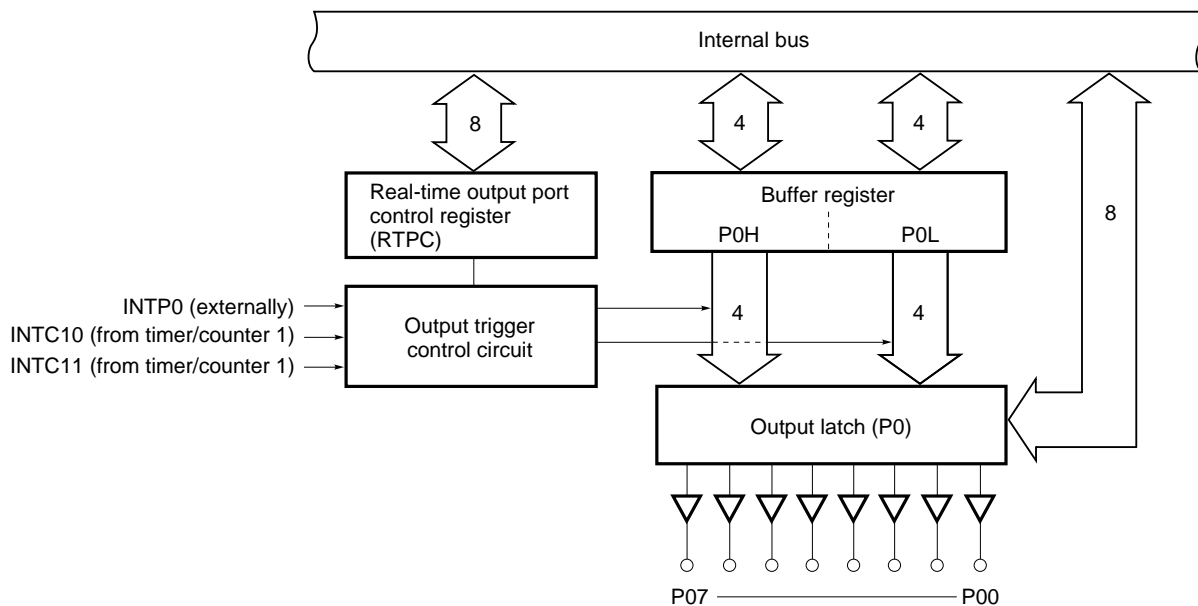 Internal bus
8
4
4
Real-time output port
control register
(RTPC)
Buffer register
P0H
P0L
8
INTP0 (externally)
INTC10 (from timer/counter 1)
INTC11 (from timer/counter 1)
Output trigger
control circuit
4
4
Output latch (P0)
P07
P00